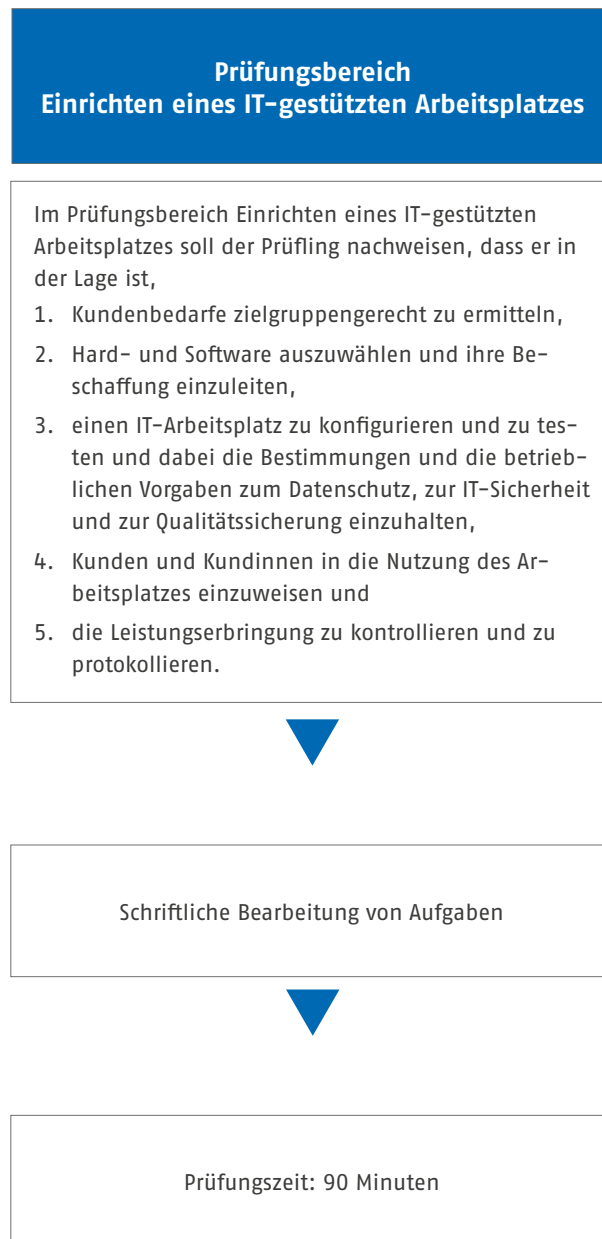 Prüfungsbereich
Einrichten eines IT-gestützten Arbeitsplatzes
Im Prüfungsbereich Einrichten eines IT-gestützten
Arbeitsplatzes soll der Prüfling nachweisen, dass er in
der Lage ist,
1. Kundenbedarfe zielgruppengerecht zu ermitteln,
2. Hard- und Software auszuwählen und ihre Be-
schaffung einzuleiten,
3. einen IT-Arbeitsplatz zu konfigurieren und zu tes-
ten und dabei die Bestimmungen und die betrieb-
lichen Vorgaben zum Datenschutz, zur IT-Sicherheit
und zur Qualitätssicherung einzuhalten,
4. Kunden und Kundinnen in die Nutzung des Ar-
beitsplatzes einzuweisen und
5. die Leistungserbringung zu kontrollieren und zu
protokollieren.
Schriftliche Bearbeitung von Aufgaben
Prüfungszeit: 90 Minuten